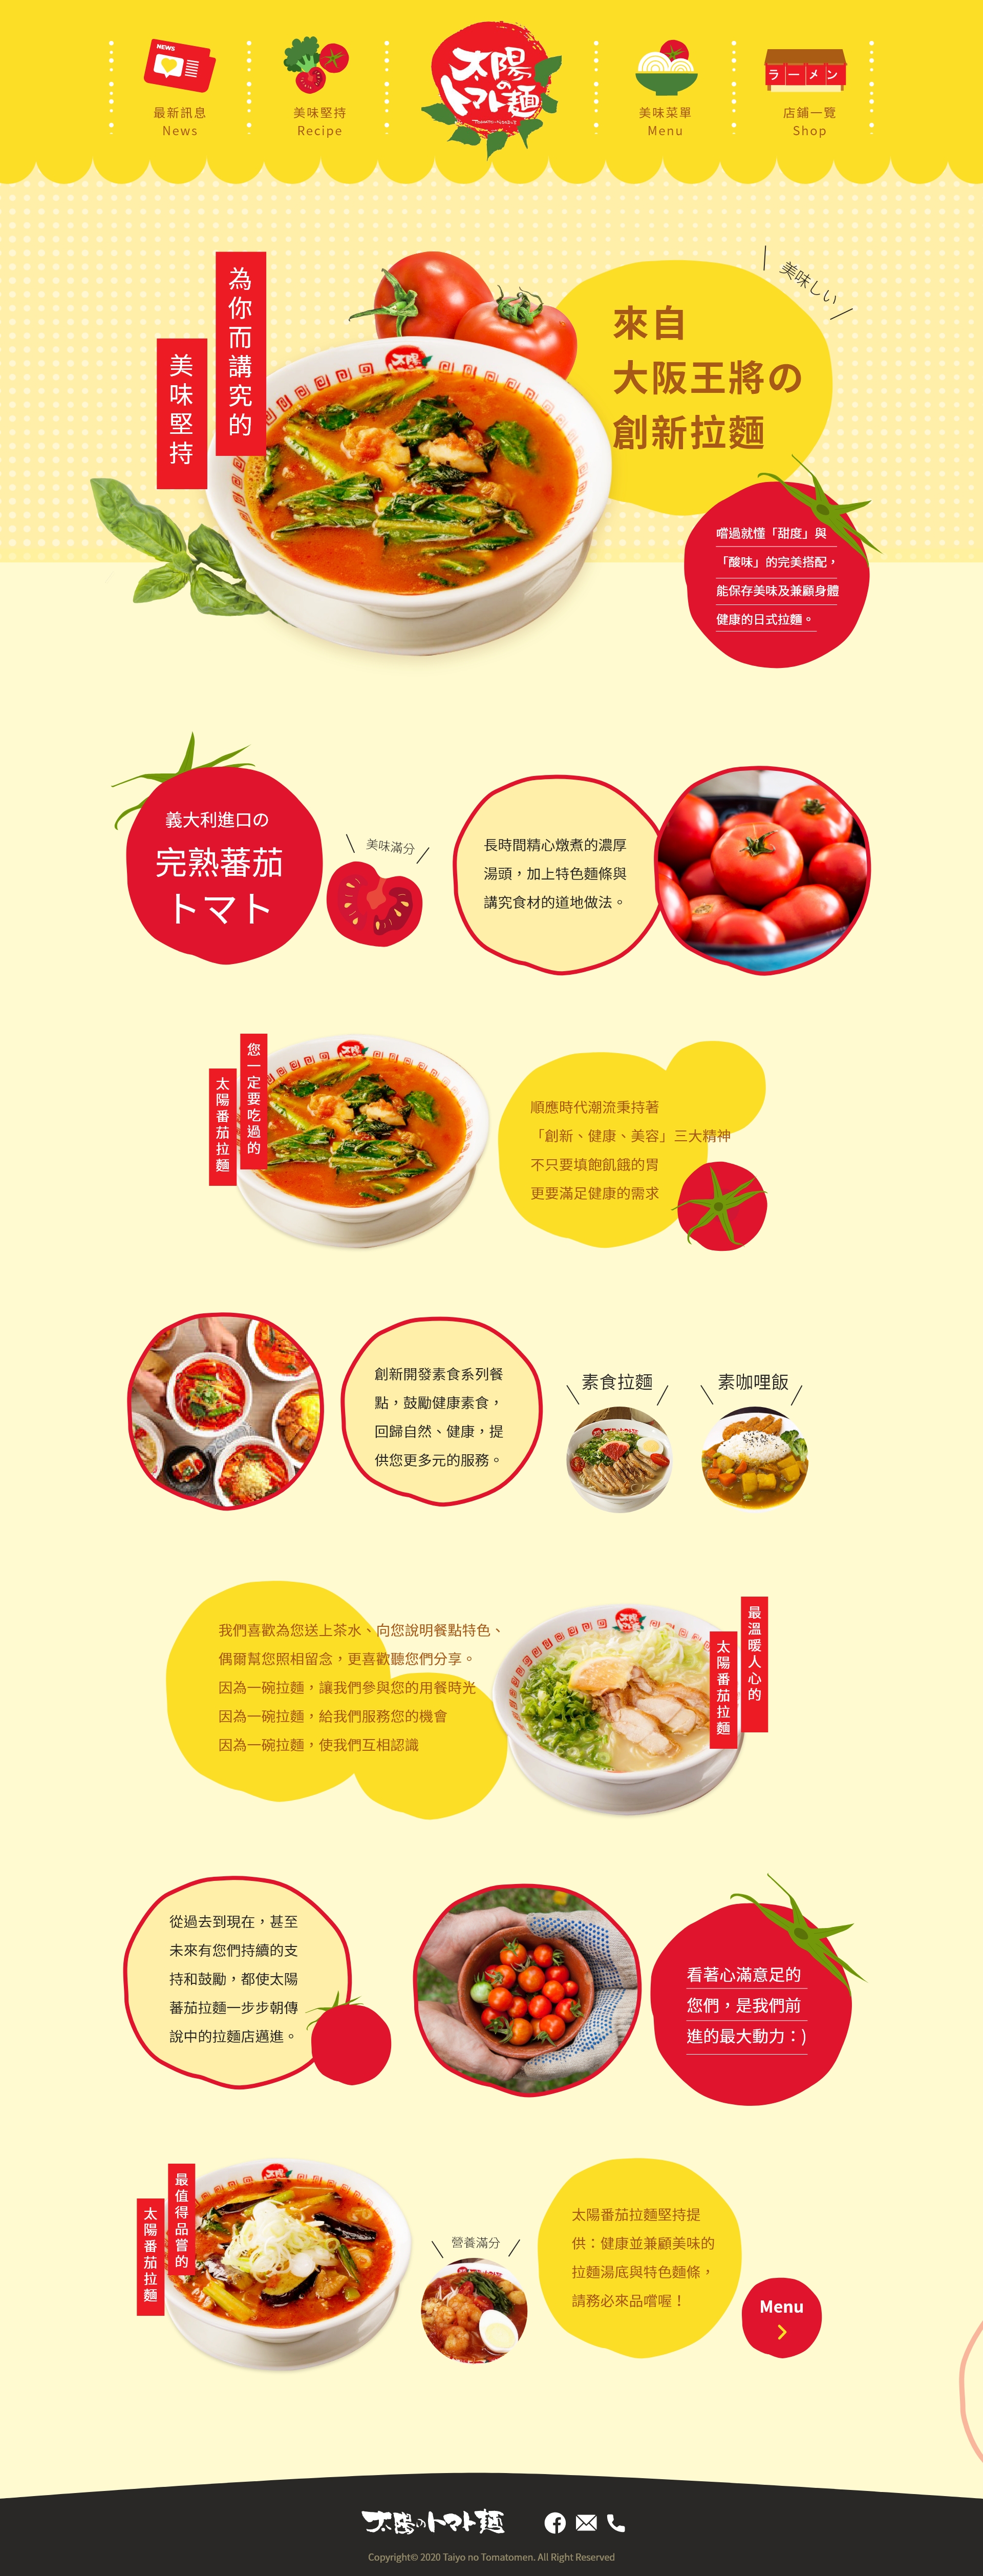 NEWS
最新訊息
News
美味堅持
Recipe
太陽の
トマト麺
美味菜單
Menu
ラーメン
店鋪一覽
Shop
為你而講究的
美味堅持
太陽
來自
大阪王將の
創新拉麵
美味しい
嚐過就懂「甜度」與
「酸味」的完美搭配，
能保存美味及兼顧身體
健康的日式拉麵。
義大利進口の
完熟蕃茄
トマト
美味滿分
長時間精心燉煮的濃厚
湯頭，加上特色麵條與
講究食材的道地做法。
您一定要吃過的
太陽番茄拉麵
順應時代潮流秉持著
「創新、健康、美容」三大精神
不只要填飽飢餓的胃
更要滿足健康的需求
創新開發素食系列餐
點，鼓勵健康素食，
回歸自然、健康，提
供您更多元的服務。
素食拉麵
素咖哩飯
我們喜歡為您送上茶水、向您說明餐點特色、
偶爾幫您照相留念，更喜歡聽您們分享。
因為一碗拉麵，讓我們參與您的用餐時光
因為一碗拉麵，給我們服務您的機會
因為一碗拉麵，使我們互相認識
最溫暖人心的
太陽番茄拉麵
從過去到現在，甚至
未來有您們持續的支
持和鼓勵，都使太陽
蕃茄拉麵一步步朝傳
說中的拉麵店邁進。
看著心滿意足的
您們，是我們前
進的最大動力：)
最值得品嘗的
太陽番茄拉麵
營養滿分
太陽番茄拉麵堅持提
供：健康並兼顧美味的
拉麵湯底與特色麵條，
請務必來品嚐喔！
Menu
太陽のトマト麺
Copyright© 2020 Taiyo no Tomatomen. All Right Reserved